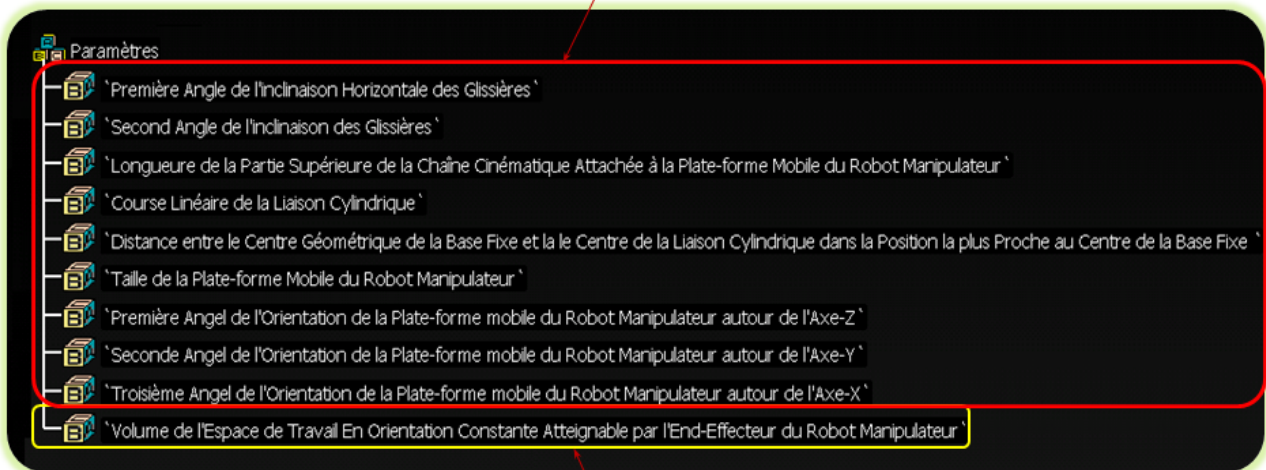 Paramètres
`Première Angle de l'inclinaison Horizontale des Glissières`
`Second Angle de l'inclinaison des Glissières`
`Longueure de la Partie Supérieure de la Chaîne Cinématique Attachée à la Plate-forme Mobile du Robot Manipulateur`
`Course Linéaire de la Liaison Cylindrique`
`Distance entre le Centre Géométrique de la Base Fixe et la le Centre de la Liaison Cylindrique dans la Position la plus Proche au Centre de la Base Fixe `
`Taille de la Plate-forme Mobile du Robot Manipulateur`
`Première Angel de l'Orientation de la Plate-forme mobile du Robot Manipulateur autour de l'Axe-Z`
`Seconde Angel de l'Orientation de la Plate-forme mobile du Robot Manipulateur autour de l'Axe-Y`
`Troisième Angel de l'Orientation de la Plate-forme mobile du Robot Manipulateur autour de l'Axe-X`
`Volume de l'Espace de Travail En Orientation Constante Atteignable par l'End-Effecteur du Robot Manipulateur`